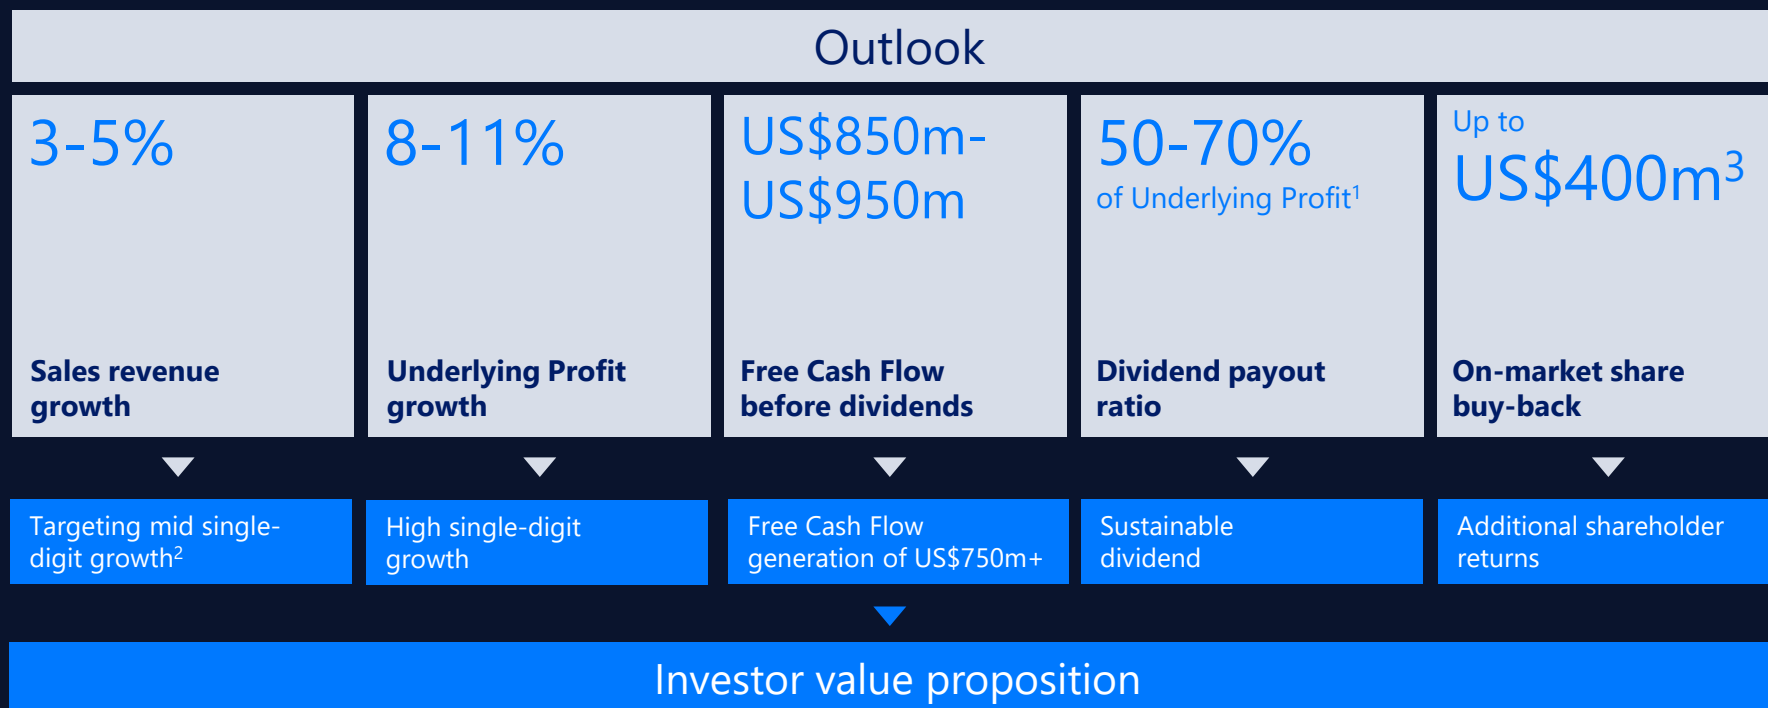 Outlook
3-5%
Sales revenue
growth
8-11%
Underlying Profit
growth
US$850m-
US$950m
Free Cash Flow
before dividends
50-70%
of Underlying Profit¹
Dividend payout
ratio
Up to
US$400m³
On-market share
buy-back
Targeting mid single-
digit growth²
High single-digit
growth
Free Cash Flow
generation of US$750m+
Sustainable
dividend
Additional shareholder
returns
Investor value proposition